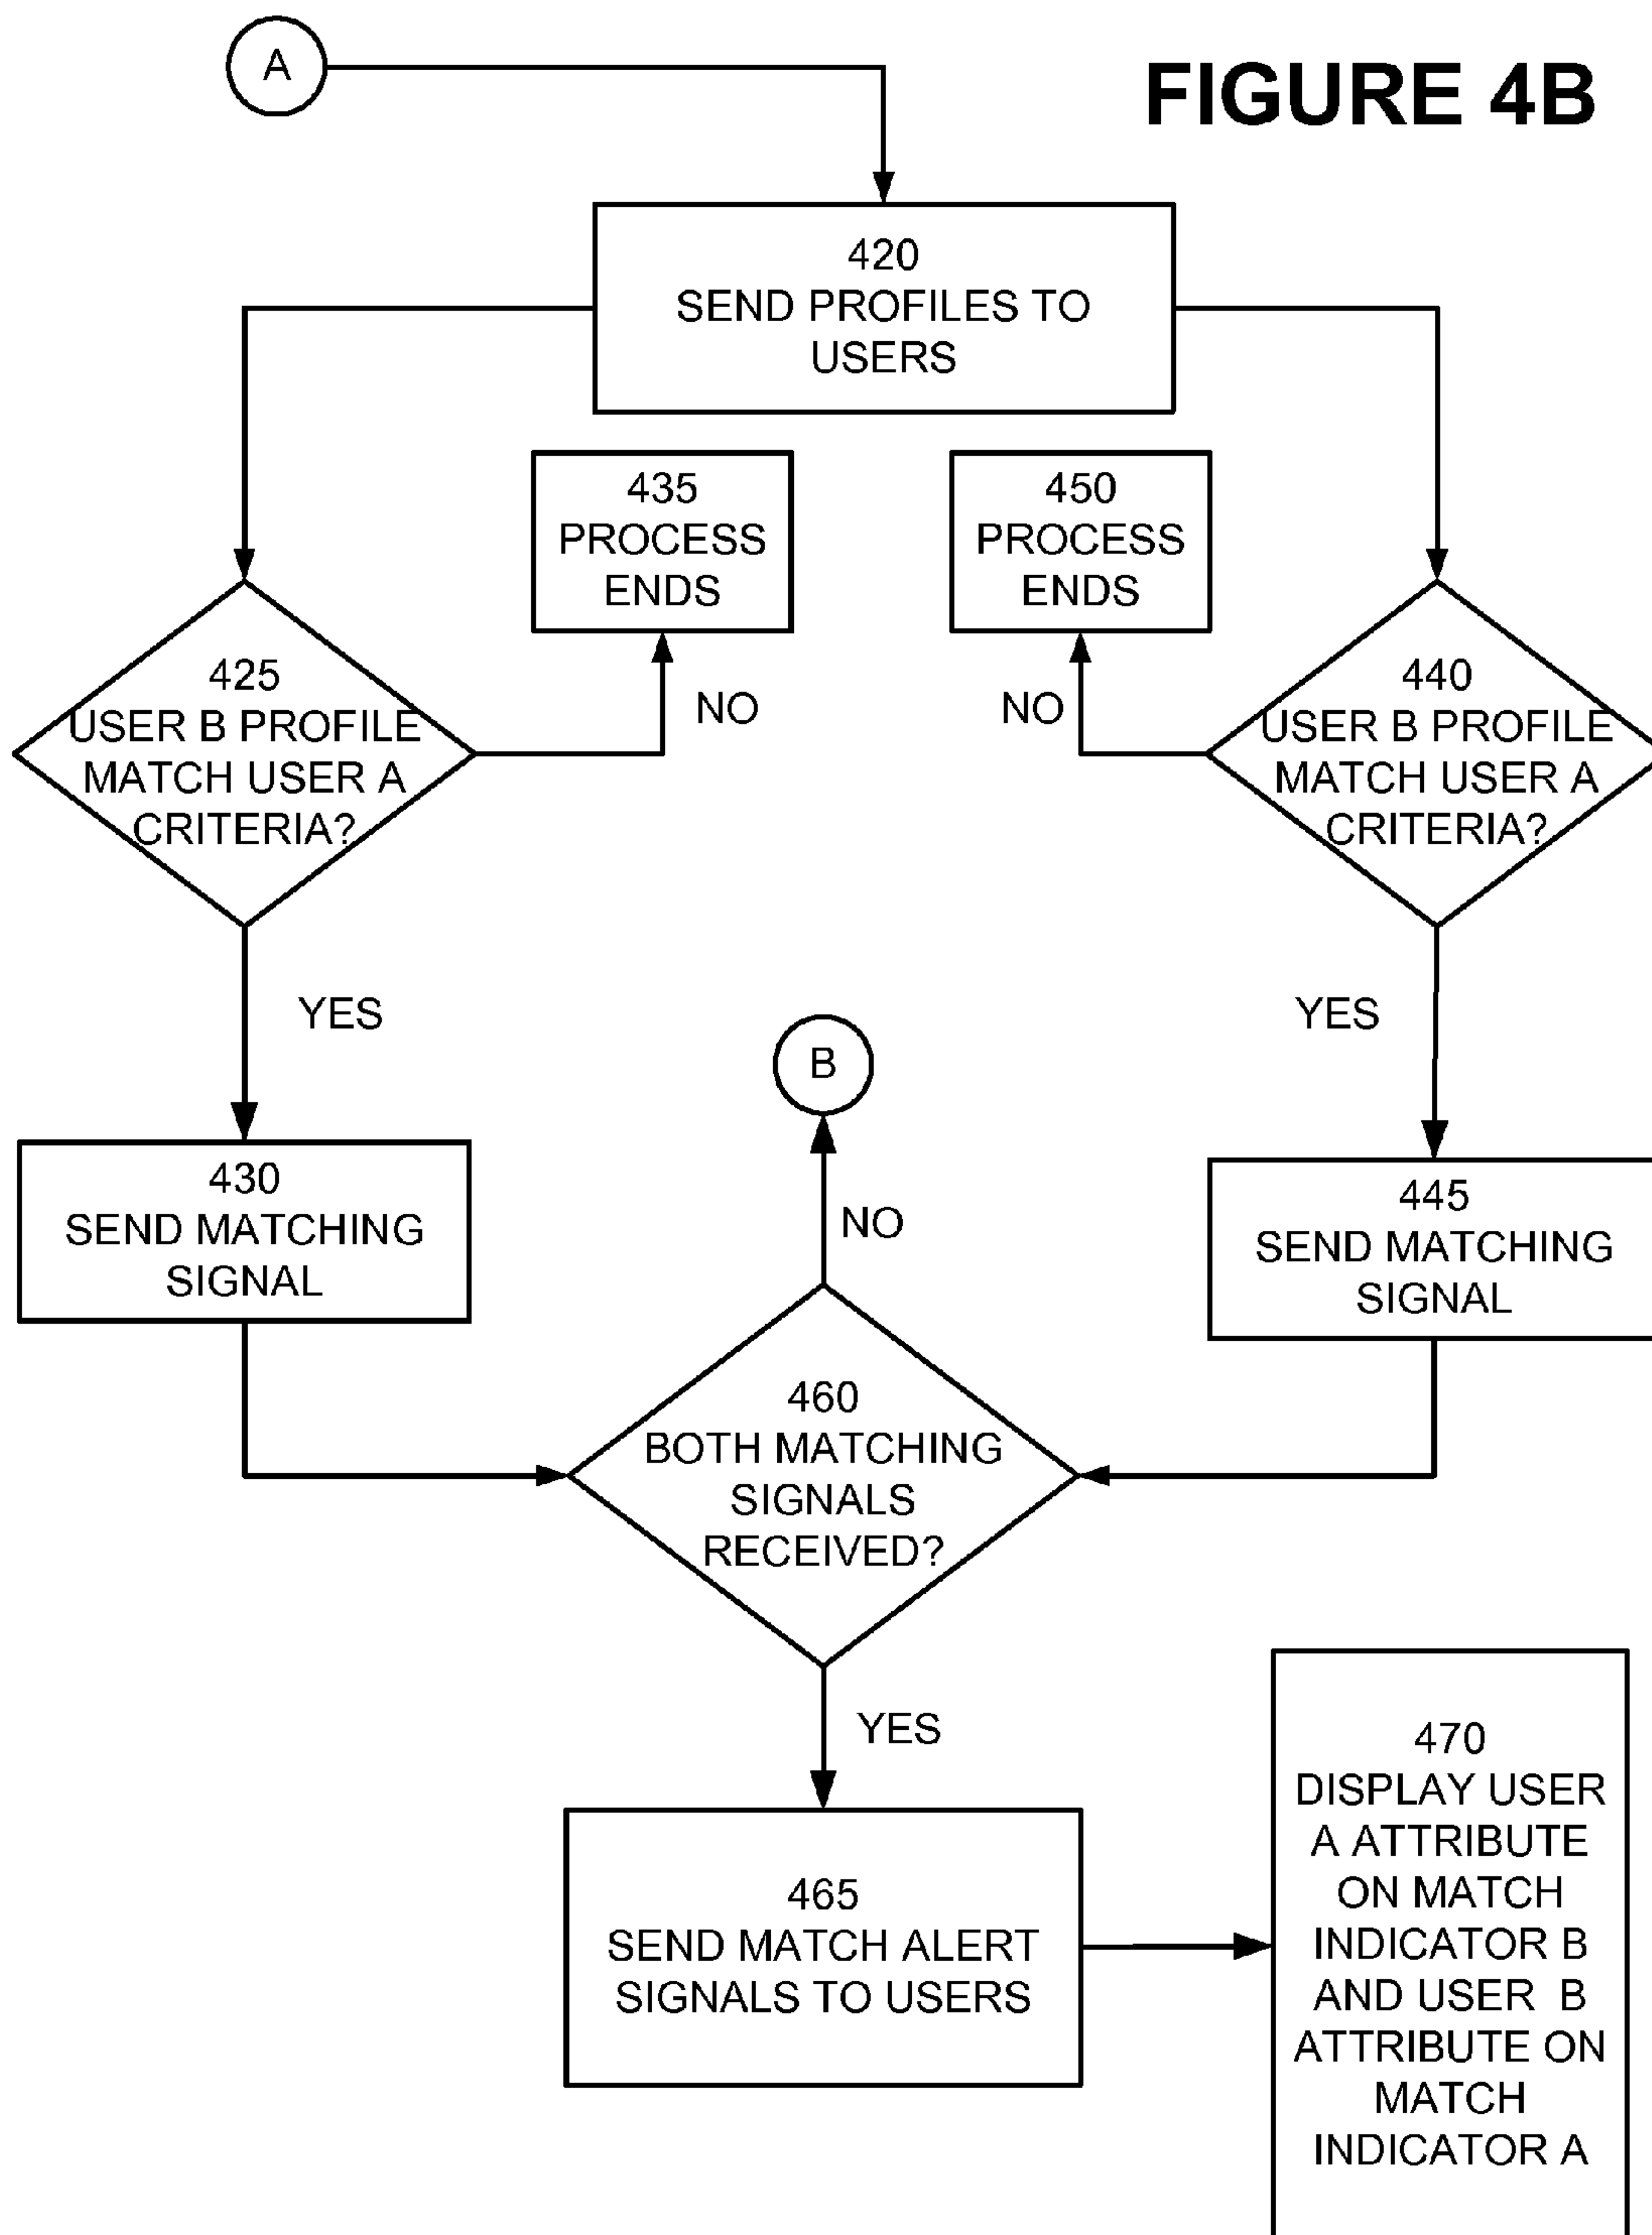 A
FIGURE 4B
420
SEND PROFILES TO
USERS
435
PROCESS
ENDS
450
PROCESS
ENDS
425
USER B PROFILE
MATCH USER A
CRITERIA?
NO
NO
440
USER B PROFILE
MATCH USER A
CRITERIA?
YES
YES
B
430
SEND MATCHING
SIGNAL
NO
445
SEND MATCHING
SIGNAL
460
BOTH MATCHING
SIGNALS
RECEIVED?
YES
465
SEND MATCH ALERT
SIGNALS TO USERS
470
DISPLAY USER
A ATTRIBUTE
ON MATCH
INDICATOR B
AND USER B
ATTRIBUTE ON
MATCH
INDICATOR A